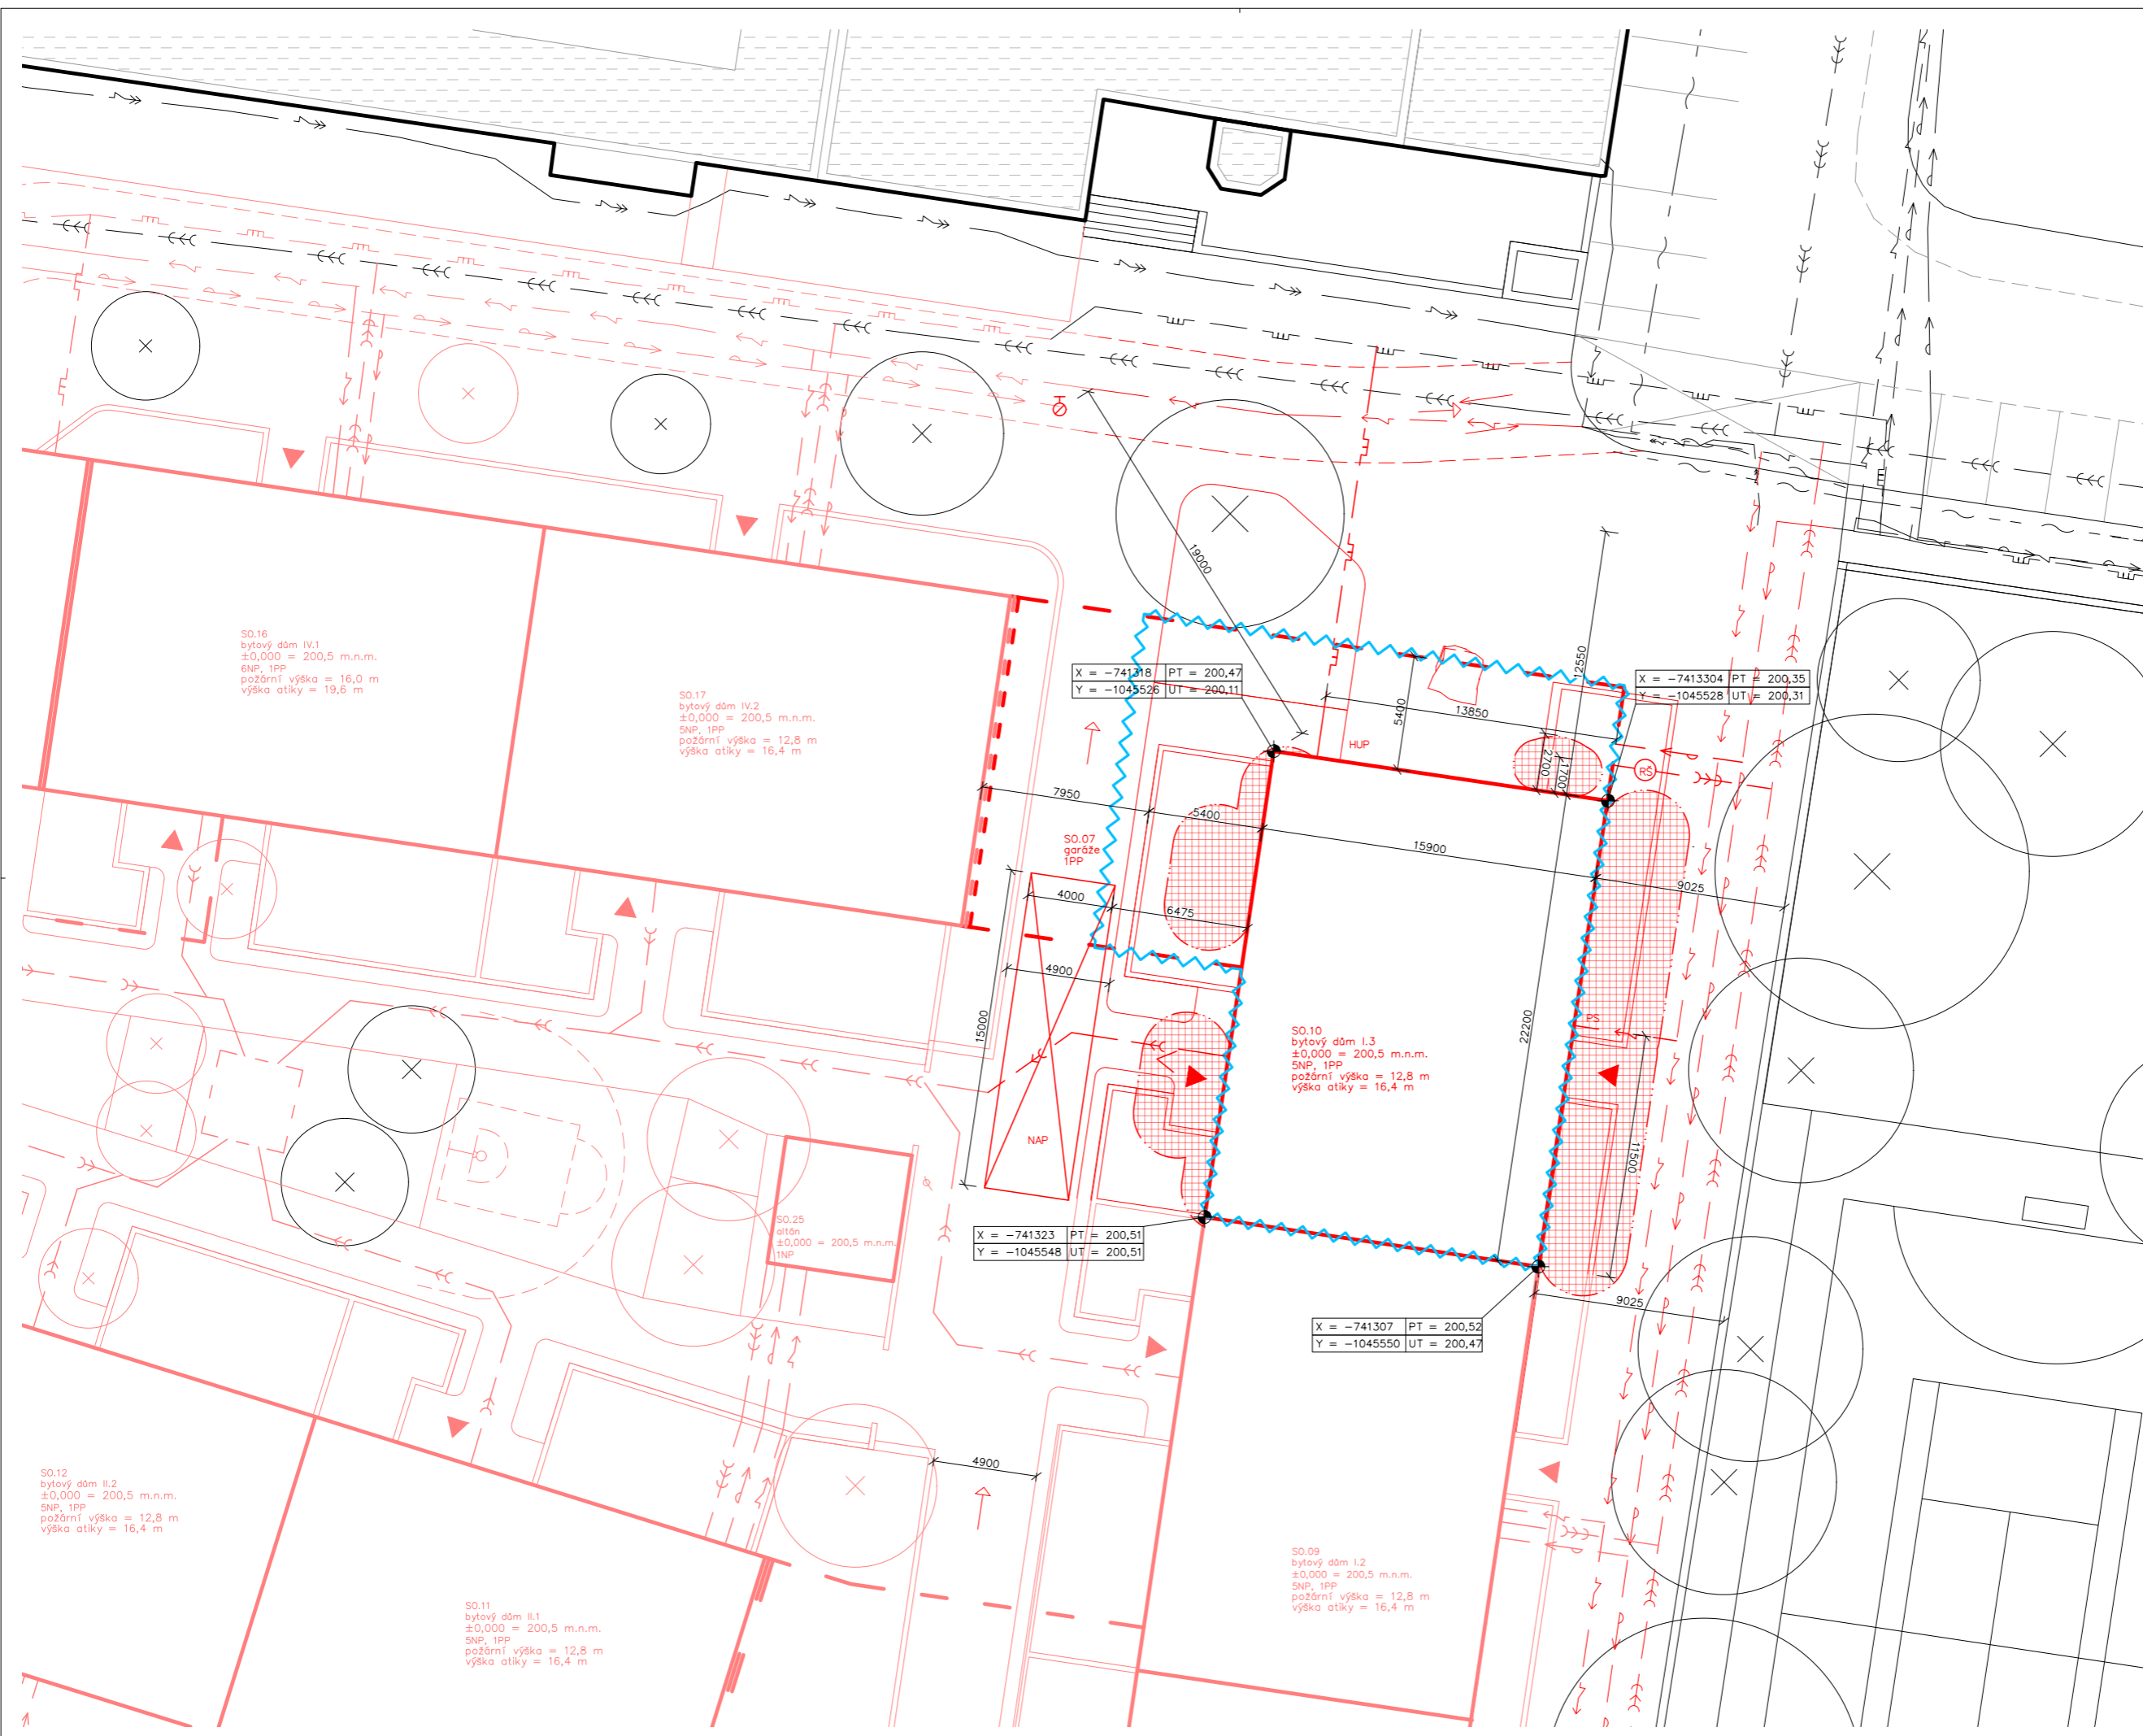 19000
12550
X = -741318 PT = 200,47
Y = -1045526 UT = 200,11
X = -7413304 PT = 200,35
Y = -1045528 UT = 200,31
SO.16
bytový dům IV.1
±0,000 = 200,5 m.n.m.
6NP, 1PP
požární výška = 16,0 m
výška atiky = 19,6 m
SO.17
bytový dům IV.2
±0,000 = 200,5 m.n.m.
5NP, 1PP
požární výška = 12,8 m
výška atiky = 16,4 m
13850
5400
HUP
2700
1700
RŠ
7950
5400
15900
9025
SO.07
garáže
1PP
4000
6475
4900
15000
22200
PS
SO.10
bytový dům I.3
±0,000 = 200,5 m.n.m.
5NP, 1PP
požární výška = 12,8 m
výška atiky = 16,4 m
NAP
11500
SO.25
altán
±0,000 = 200,5 m.n.m.
1NP
X = -741323 PT = 200,51
Y = -1045548 UT = 200,51
9025
X = -741307 PT = 200,52
Y = -1045550 UT = 200,47
4900
SO.12
bytový dům II.2
±0,000 = 200,5 m.n.m.
5NP, 1PP
požární výška = 12,8 m
výška atiky = 16,4 m
SO.09
bytový dům I.2
±0,000 = 200,5 m.n.m.
5NP, 1PP
požární výška = 12,8 m
výška atiky = 16,4 m
SO.11
bytový dům II.1
±0,000 = 200,5 m.n.m.
5NP, 1PP
požární výška = 12,8 m
výška atiky = 16,4 m